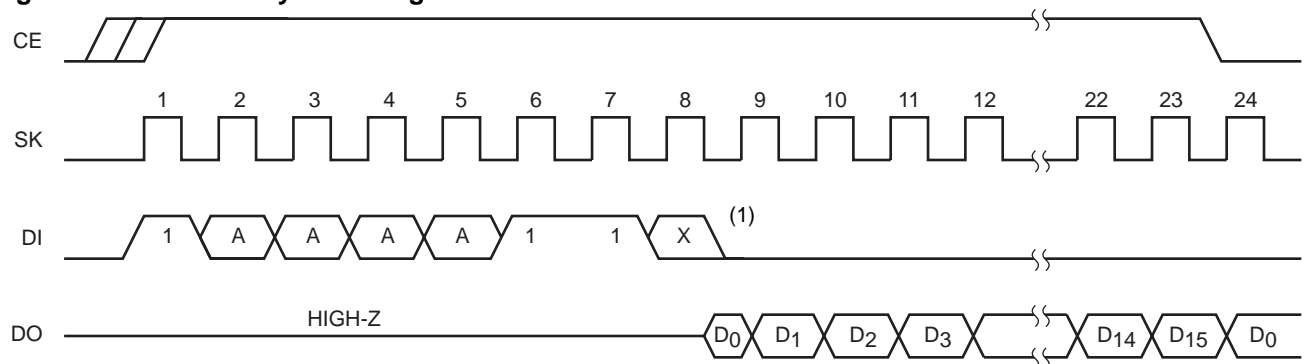 CE
1 2 3 4 5 6 7 8 9 10 11 12 22 23 24
SK
(1)
DI 1 A A A A 1 1 X
HIGH-Z
DO D0 D1 D2 D3 D14 D15 D0